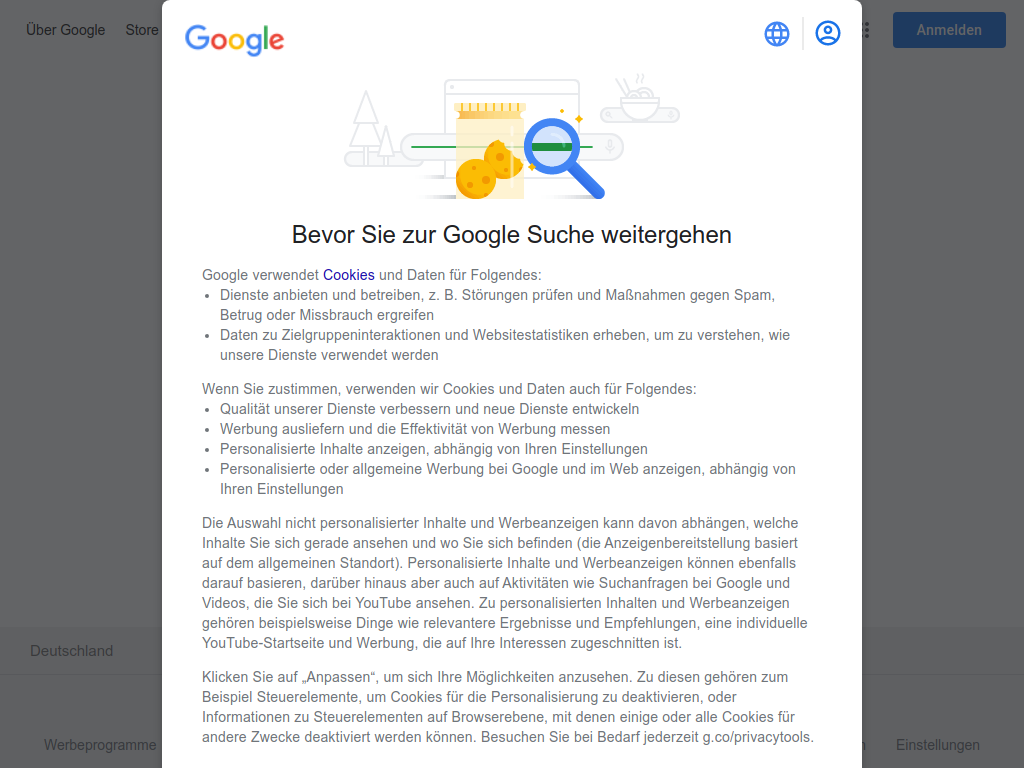 Über Google Store
Google
Anmelden
Bevor Sie zur Google Suche weitergehen
Google verwendet Cookies und Daten für Folgendes:
• Dienste anbieten und betreiben, z. B. Störungen prüfen und Maßnahmen gegen Spam,
Betrug oder Missbrauch ergreifen
• Daten zu Zielgruppeninteraktionen und Websitestatistiken erheben, um zu verstehen, wie
unsere Dienste verwendet werden
Wenn Sie zustimmen, verwenden wir Cookies und Daten auch für Folgendes:
• Qualität unserer Dienste verbessern und neue Dienste entwickeln
• Werbung ausliefern und die Effektivität von Werbung messen
• Personalisierte Inhalte anzeigen, abhängig von Ihren Einstellungen
• Personalisierte oder allgemeine Werbung bei Google und im Web anzeigen, abhängig von
Ihren Einstellungen
Die Auswahl nicht personalisierter Inhalte und Werbeanzeigen kann davon abhängen, welche
Inhalte Sie sich gerade ansehen und wo Sie sich befinden (die Anzeigenbereitstellung basiert
auf dem allgemeinen Standort). Personalisierte Inhalte und Werbeanzeigen können ebenfalls
darauf basieren, darüber hinaus aber auch auf Aktivitäten wie Suchanfragen bei Google und
Videos, die Sie sich bei YouTube ansehen. Zu personalisierten Inhalten und Werbeanzeigen
gehören beispielsweise Dinge wie relevantere Ergebnisse und Empfehlungen, eine individuelle
YouTube-Startseite und Werbung, die auf Ihre Interessen zugeschnitten ist.
Deutschland
Klicken Sie auf „Anpassen“, um sich Ihre Möglichkeiten anzusehen. Zu diesen gehören zum
Beispiel Steuerelemente, um Cookies für die Personalisierung zu deaktivieren, oder
Informationen zu Steuerelementen auf Browserebene, mit denen einige oder alle Cookies für
andere Zwecke deaktiviert werden können. Besuchen Sie bei Bedarf jederzeit g.co/privacytools.
Werbeprogramme
Einstellungen